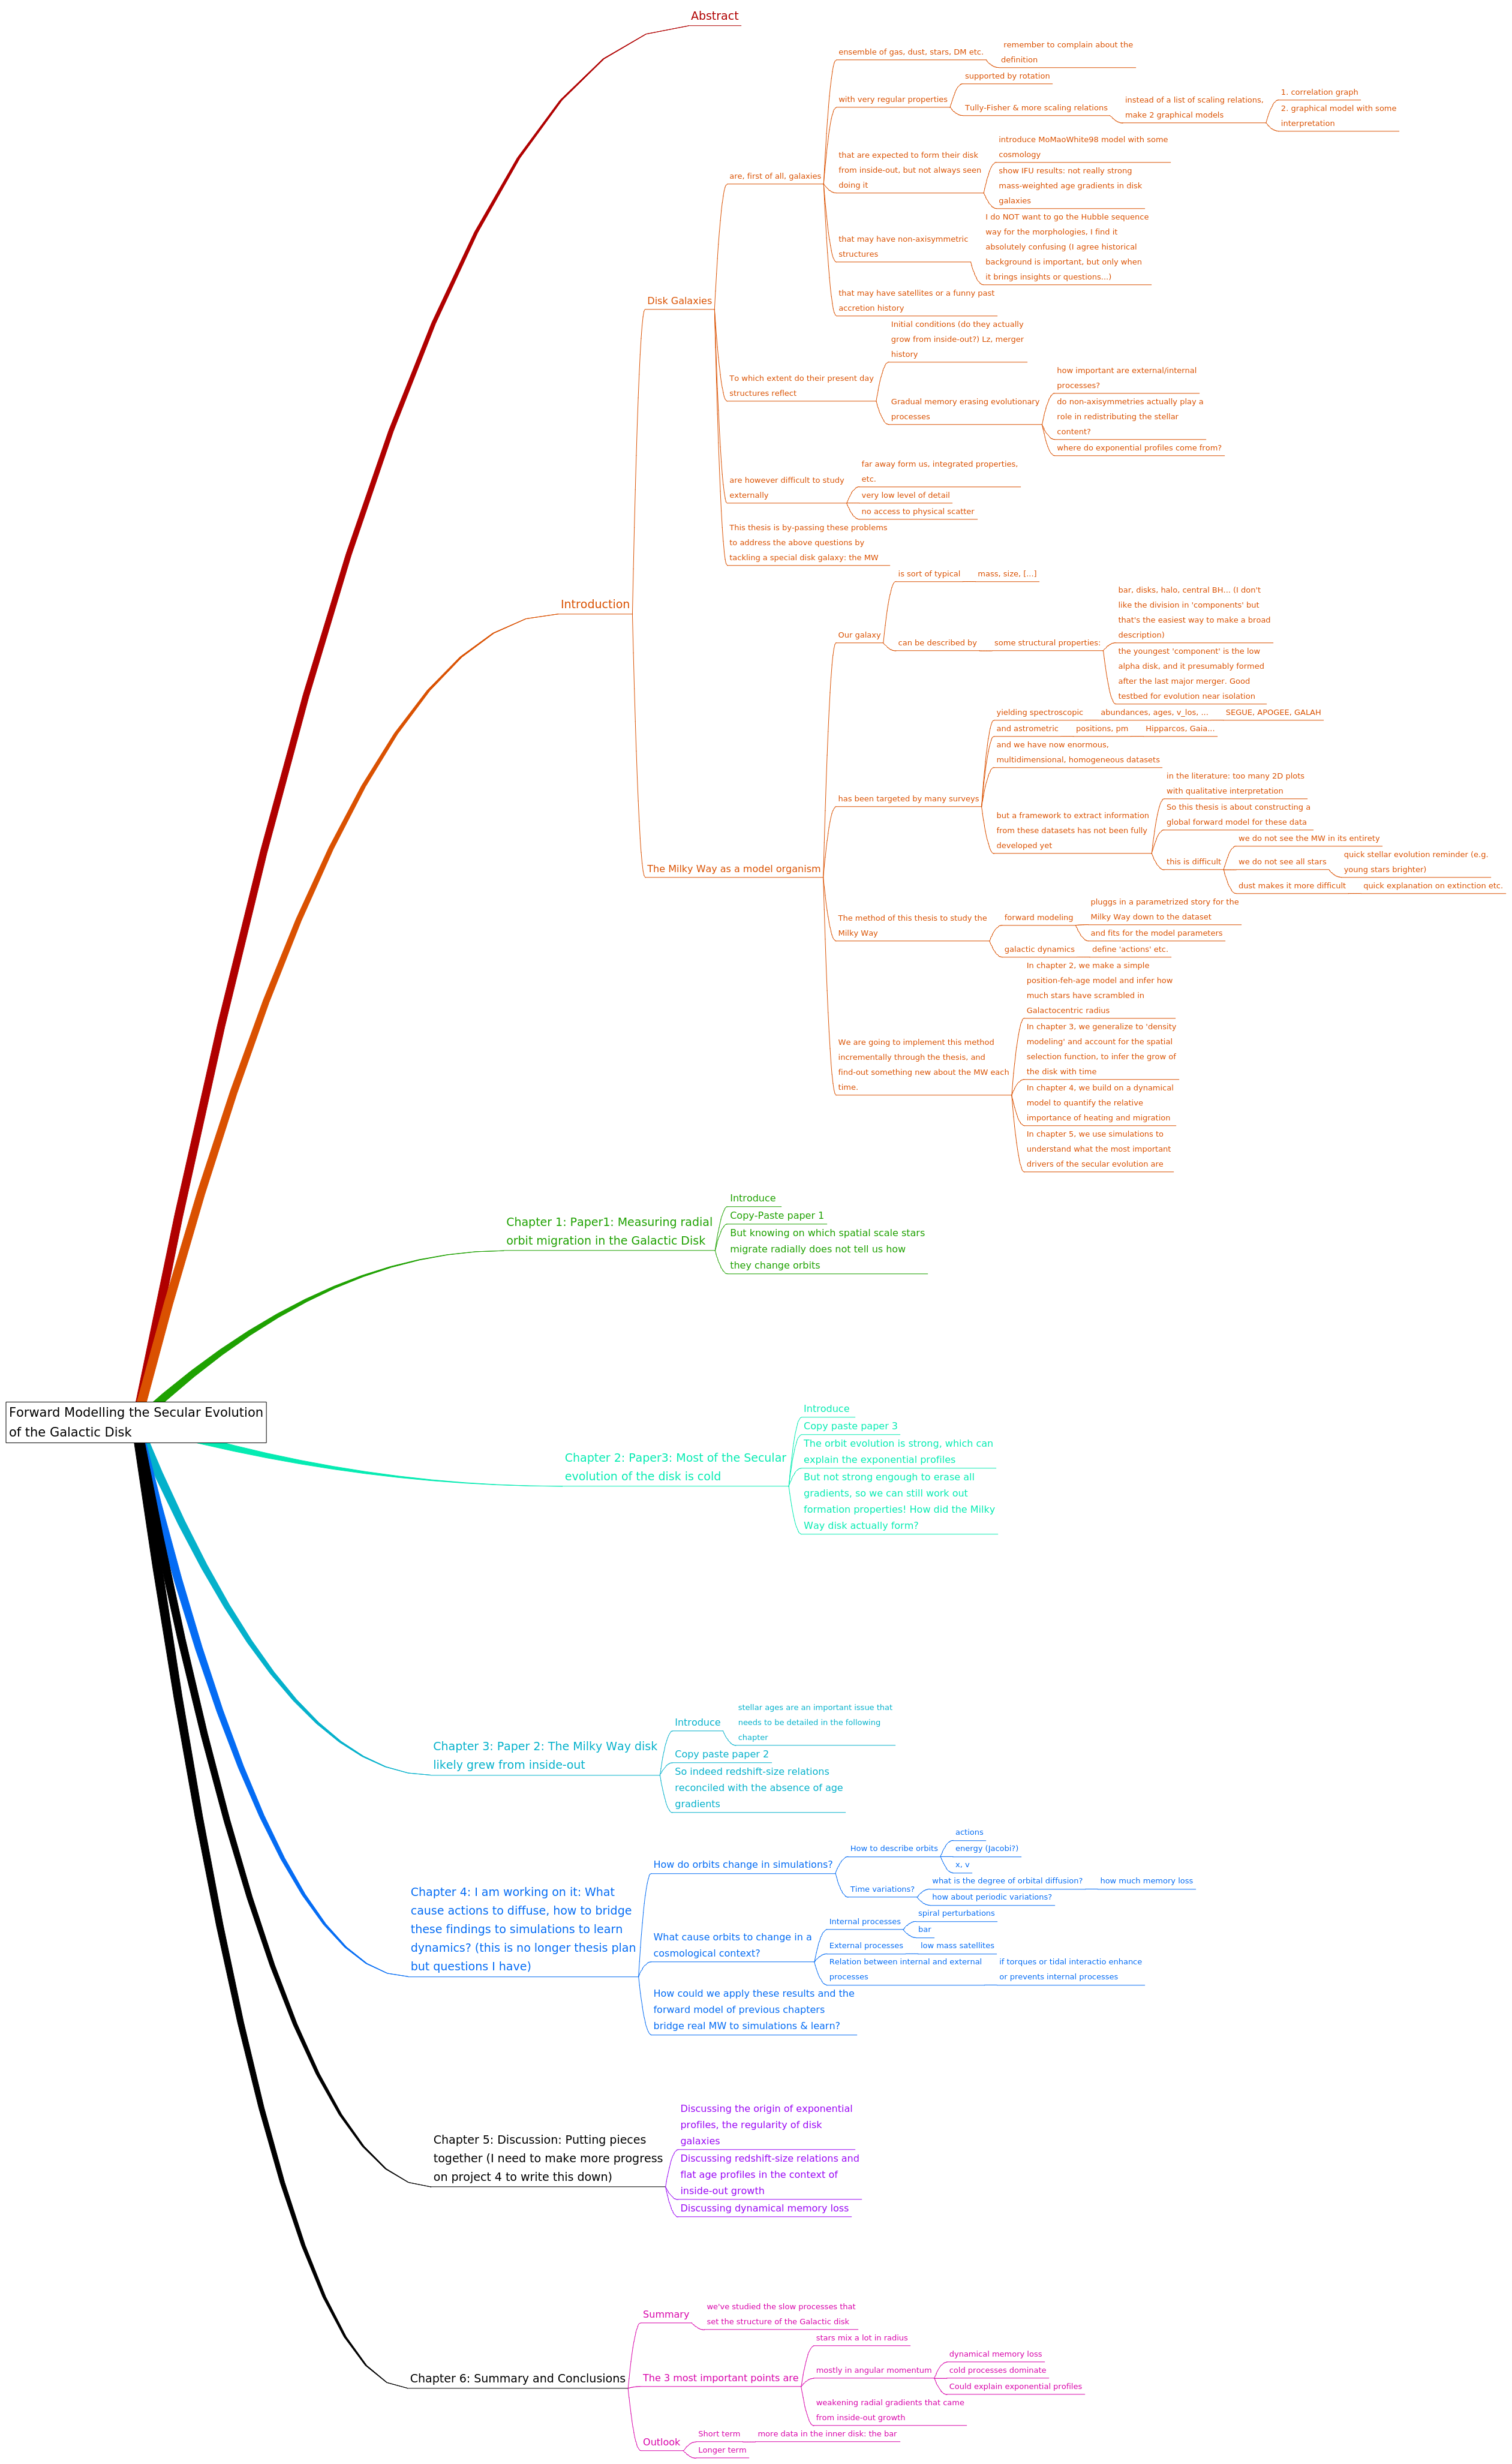 Forward Modelling the Secular Evolution
of the Galactic Disk
Abstract
Introduction
Disk Galaxies
are, first of all, galaxies
ensemble of gas, dust, stars, DM etc.
remember to complain about the
definition
with very regular properties
supported by rotation
Tully-Fisher & more scaling relations
instead of a list of scaling relations,
make 2 graphical models
1. correlation graph
2. graphical model with some
interpretation
that are expected to form their disk
from inside-out, but not always seen
doing it
introduce MoMaoWhite98 model with some
cosmology
show IFU results: not really strong
mass-weighted age gradients in disk
galaxies
that may have non-axisymmetric
structures
I do NOT want to go the Hubble sequence
way for the morphologies, I find it
absolutely confusing (I agree historical
background is important, but only when
it brings insights or questions...)
that may have satellites or a funny past
accretion history
To which extent do their present day
structures reflect
Initial conditions (do they actually
grow from inside-out?) Lz, merger
history
Gradual memory erasing evolutionary
processes
how important are external/internal
processes?
do non-axisymmetries actually play a
role in redistributing the stellar
content?
where do exponential profiles come from?
are however difficult to study
externally
far away form us, integrated properties,
etc.
very low level of detail
no access to physical scatter
This thesis is by-passing these problems
to address the above questions by
tackling a special disk galaxy: the MW
The Milky Way as a model organism
Our galaxy
is sort of typical
mass, size, [...]
can be described by
some structural properties:
bar, disks, halo, central BH... (I don't
like the division in 'components' but
that's the easiest way to make a broad
description)
the youngest 'component' is the low
alpha disk, and it presumably formed
after the last major merger. Good
testbed for evolution near isolation
has been targeted by many surveys
yielding spectroscopic
abundances, ages, v_los, ...
SEGUE, APOGEE, GALAH
and astrometric
positions, pm
Hipparcos, Gaia...
and we have now enormous,
multidimensional, homogeneous datasets
but a framework to extract information
from these datasets has not been fully
developed yet
in the literature: too many 2D plots
with qualitative interpretation
So this thesis is about constructing a
global forward model for these data
this is difficult
we do not see the MW in its entirety
we do not see all stars
quick stellar evolution reminder (e.g.
young stars brighter)
dust makes it more difficult
quick explanation on extinction etc.
The method of this thesis to study the
Milky Way
forward modeling
pluggs in a parametrized story for the
Milky Way down to the dataset
and fits for the model parameters
galactic dynamics
define 'actions' etc.
We are going to implement this method
incrementally through the thesis, and
find-out something new about the MW each
time.
In chapter 2, we make a simple
position-feh-age model and infer how
much stars have scrambled in
Galactocentric radius
In chapter 3, we generalize to 'density
modeling' and account for the spatial
selection function, to infer the grow of
the disk with time
In chapter 4, we build on a dynamical
model to quantify the relative
importance of heating and migration
In chapter 5, we use simulations to
understand what the most important
drivers of the secular evolution are
Chapter 1: Paper1: Measuring radial
orbit migration in the Galactic Disk
Introduce
Copy-Paste paper 1
But knowing on which spatial scale stars
migrate radially does not tell us how
they change orbits
Chapter 2: Paper3: Most of the Secular
evolution of the disk is cold
Introduce
Copy paste paper 3
The orbit evolution is strong, which can
explain the exponential profiles
But not strong engough to erase all
gradients, so we can still work out
formation properties! How did the Milky
Way disk actually form?
Chapter 3: Paper 2: The Milky Way disk
likely grew from inside-out
Introduce
stellar ages are an important issue that
needs to be detailed in the following
chapter
Copy paste paper 2
So indeed redshift-size relations
reconciled with the absence of age
gradients
Chapter 4: I am working on it: What
cause actions to diffuse, how to bridge
these findings to simulations to learn
dynamics? (this is no longer thesis plan
but questions I have)
How do orbits change in simulations?
How to describe orbits
actions
energy (Jacobi?)
x, v
Time variations?
what is the degree of orbital diffusion?
how much memory loss
how about periodic variations?
What cause orbits to change in a
cosmological context?
Internal processes
spiral perturbations
bar
External processes
low mass satellites
Relation between internal and external
processes
if torques or tidal interactio enhance
or prevents internal processes
How could we apply these results and the
forward model of previous chapters
bridge real MW to simulations & learn?
Chapter 5: Discussion: Putting pieces
together (I need to make more progress
on project 4 to write this down)
Discussing the origin of exponential
profiles, the regularity of disk
galaxies
Discussing redshift-size relations and
flat age profiles in the context of
inside-out growth
Discussing dynamical memory loss
Chapter 6: Summary and Conclusions
Summary
we've studied the slow processes that
set the structure of the Galactic disk
The 3 most important points are
stars mix a lot in radius
mostly in angular momentum
dynamical memory loss
cold processes dominate
Could explain exponential profiles
weakening radial gradients that came
from inside-out growth
Outlook
Short term
more data in the inner disk: the bar
Longer term